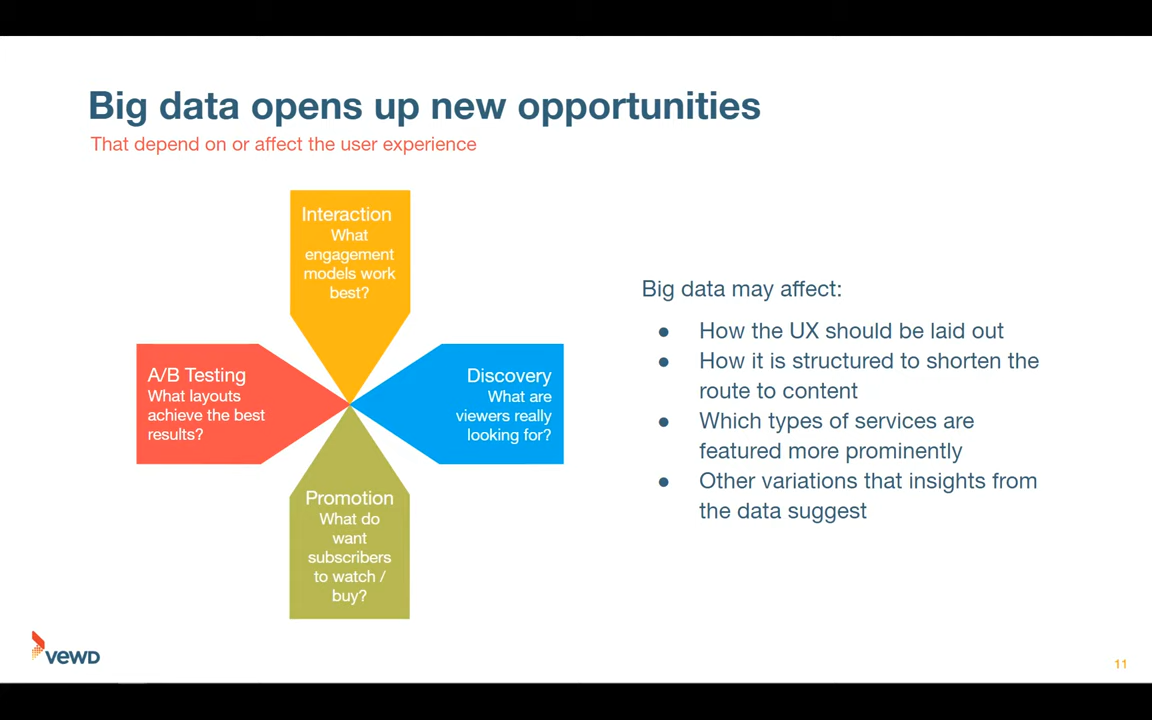 Big data opens up new opportunities
That depend on or affect the user experience
Interaction
What
engagement
models work
best?
A/B Testing
What layouts
achieve the best
results?
Discovery
What are
viewers really
looking for?
Promotion
What do
want
subscribers
to watch /
buy?
Big data may affect:
● How the UX should be laid out
● How it is structured to shorten the
route to content
● Which types of services are
featured more prominently
● Other variations that insights from
the data suggest
vewd
11